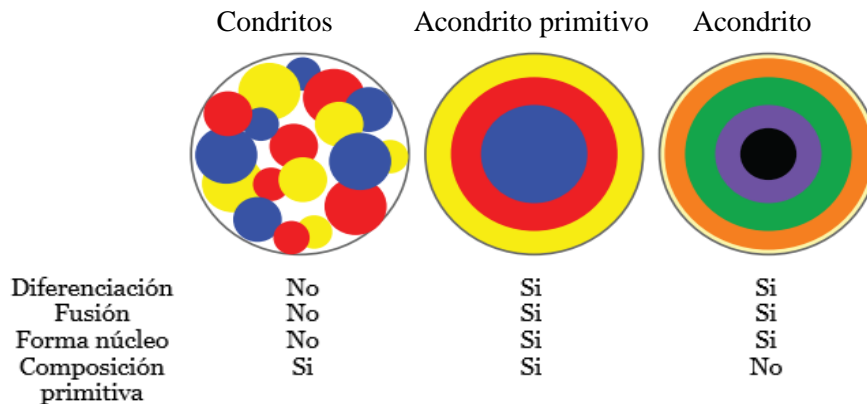 Condritos Acondrito primitivo Acondrito
Diferenciación No Si Si
Fusión No Si Si
Forma núcleo No Si Si
Composición Si Si No
primitiva